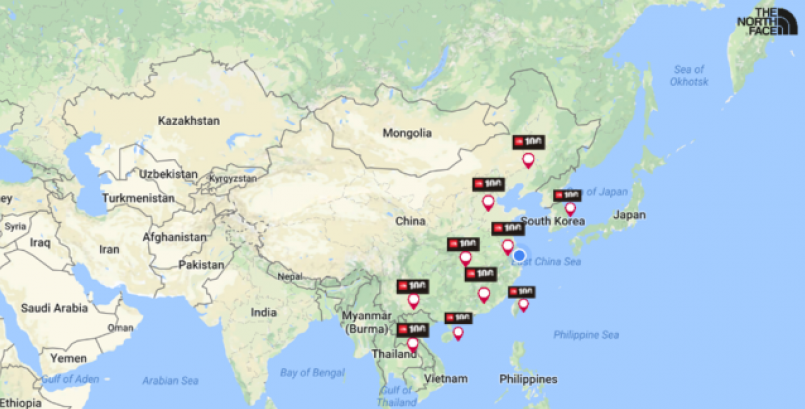 THE
NORTH
FACE
Sea of
Okhotsk
Kazakhstan
Mongolia
100
Uzbekistan
Kyrgyzstan
100
Turkmenistan
100
of Japan
ey
Syria
Iraq
Iran
Afghanistan
China
South Korea
Japan
100
100
Pakistan
East China Sea
Nepal
100
Saudi Arabia
Oman
India
100
100
Myanmar
(Burma)
100
100
Philippine Sea
Yemen
Thailand
Gulf of Aden
Arabian Sea
Bay of Bengal
Vietnam
Philippines
Gulf of
Thailand
Ethiopia